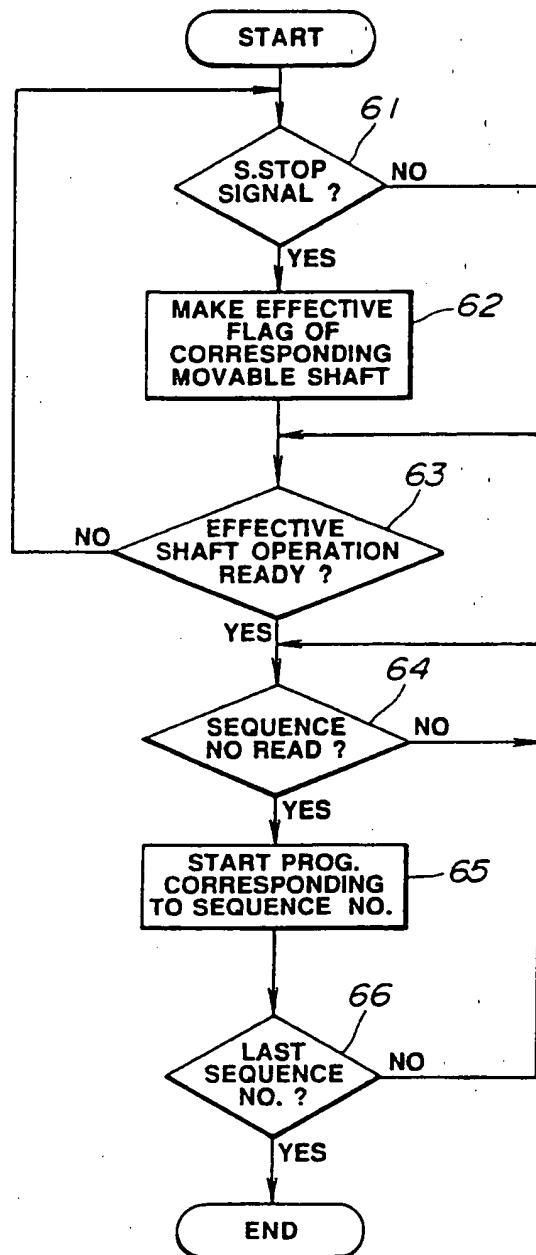 START
61
S.STOP
SIGNAL ?
NO
YES
MAKE EFFECTIVE
FLAG OF
CORRESPONDING
MOVABLE SHAFT
62
63
NO
EFFECTIVE
SHAFT OPERATION
READY ?
YES
64
SEQUENCE
NO READ ?
NO
YES
START PROG.
CORRESPONDING
TO SEQUENCE NO.
65
66
LAST
SEQUENCE
NO. ?
NO
YES
END